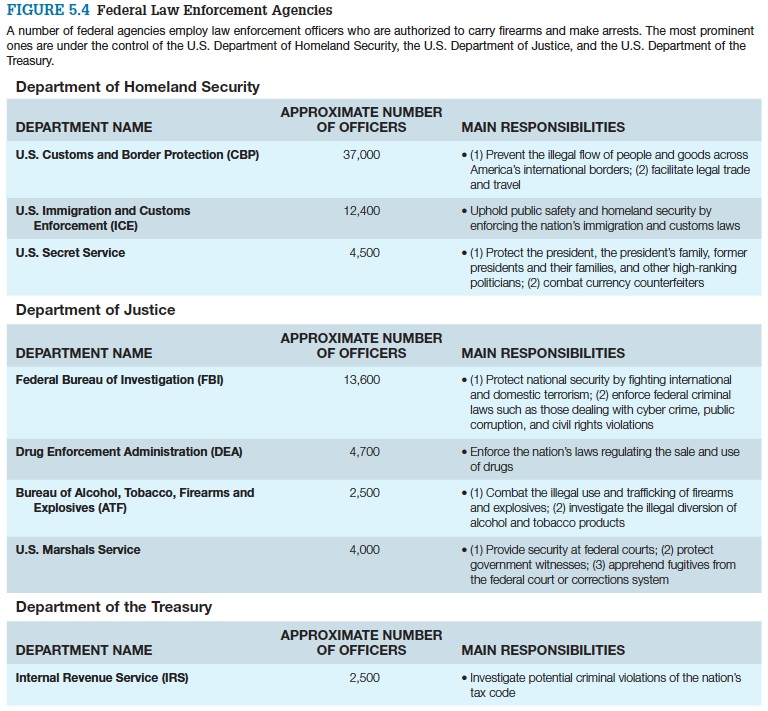 FIGURE 5.4 Federal Law Enforcement Agencies
A number of federal agencies employ law enforcement officers who are authorized to carry firearms and make arrests. The most prominent
ones are under the control of the U.S. Department of Homeland Security, the U.S. Department of Justice, and the U.S. Department of the
Treasury.
Department of Homeland Security
DEPARTMENT NAME
APPROXIMATE NUMBER
OF OFFICERS
MAIN RESPONSIBILITIES
U.S. Customs and Border Protection (CBP)
37,000
• (1) Prevent the illegal flow of people and goods across
America's international borders; (2) facilitate legal trade
and travel
U.S. Immigration and Customs
Enforcement (ICE)
12,400
• Uphold public safety and homeland security by
enforcing the nation's immigration and customs laws
U.S. Secret Service
4,500
• (1) Protect the president, the president's family, former
presidents and their families, and other high-ranking
politicians; (2) combat currency counterfeiters
Department of Justice
DEPARTMENT NAME
APPROXIMATE NUMBER
OF OFFICERS
MAIN RESPONSIBILITIES
Federal Bureau of Investigation (FBI)
13,600
• (1) Protect national security by fighting international
and domestic terrorism; (2) enforce federal criminal
laws such as those dealing with cyber crime, public
corruption, and civil rights violations
Drug Enforcement Administration (DEA)
4,700
• Enforce the nation's laws regulating the sale and use
of drugs
Bureau of Alcohol, Tobacco, Firearms and
Explosives (ATF)
2,500
• (1) Combat the illegal use and trafficking of firearms
and explosives; (2) investigate the illegal diversion of
alcohol and tobacco products
U.S. Marshals Service
4,000
• (1) Provide security at federal courts; (2) protect
government witnesses; (3) apprehend fugitives from
the federal court or corrections system
Department of the Treasury
DEPARTMENT NAME
APPROXIMATE NUMBER
OF OFFICERS
MAIN RESPONSIBILITIES
Internal Revenue Service (IRS)
2,500
• Investigate potential criminal violations of the nation's
tax code